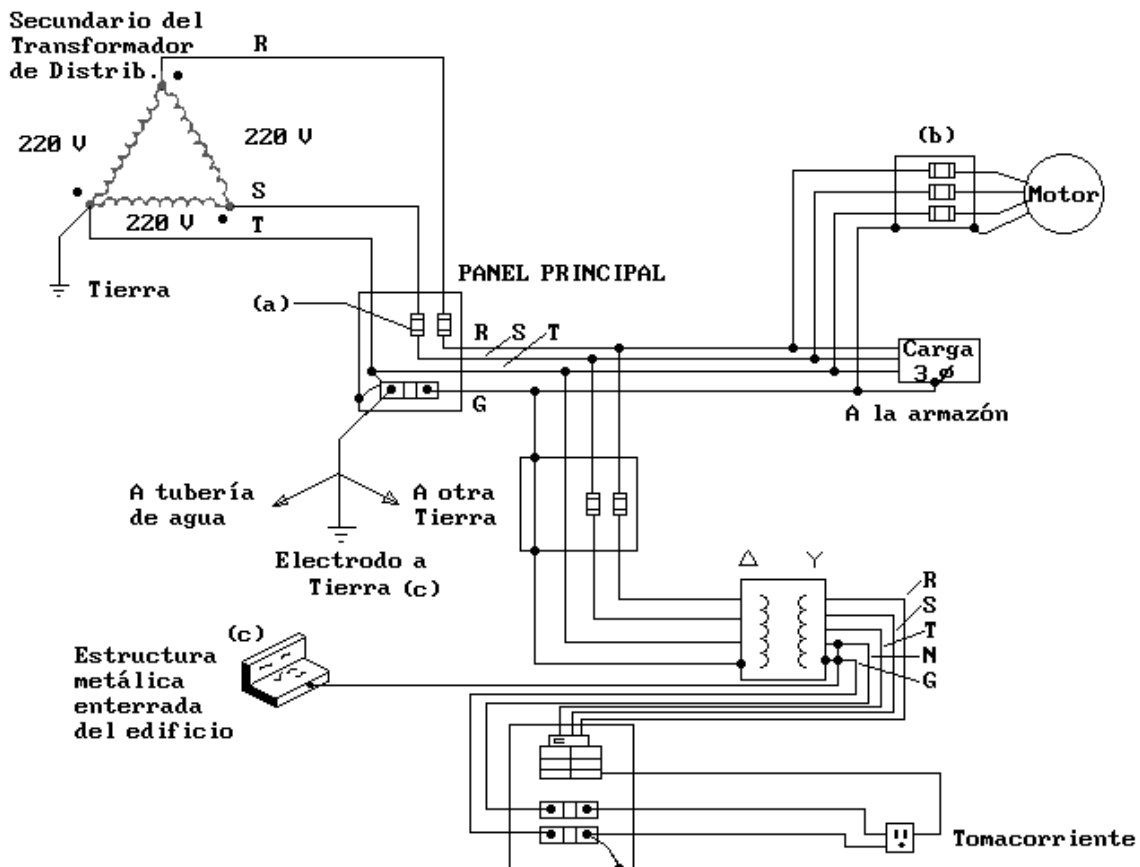 Secundario del
Transformador
de Distrib.
R
220 V
220 V
S
220 V
T
Tierra
(b)
Motor
PANEL PRINCIPAL
(a)
R S T
Carga
3 ø
G
A la armazón
A tubería
de agua
A otra
Tierra
Electrodo a
Tierra (c)
R
S
T
N
G
(c)
Estructura
metálica
enterrada
del edificio
Tomacorriente